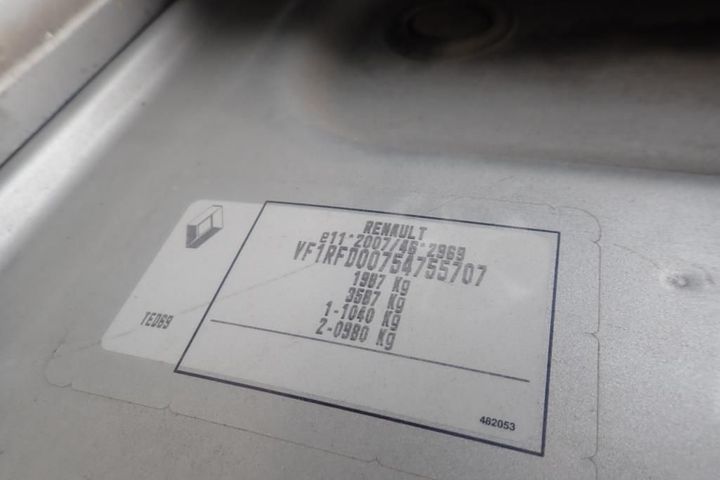 RENAULT
e11*2007/46*2969
VF1RFD00754755707
1987 Kg
3587 Kg
1-1040 Kg
2-0980 Kg
TED69
482053